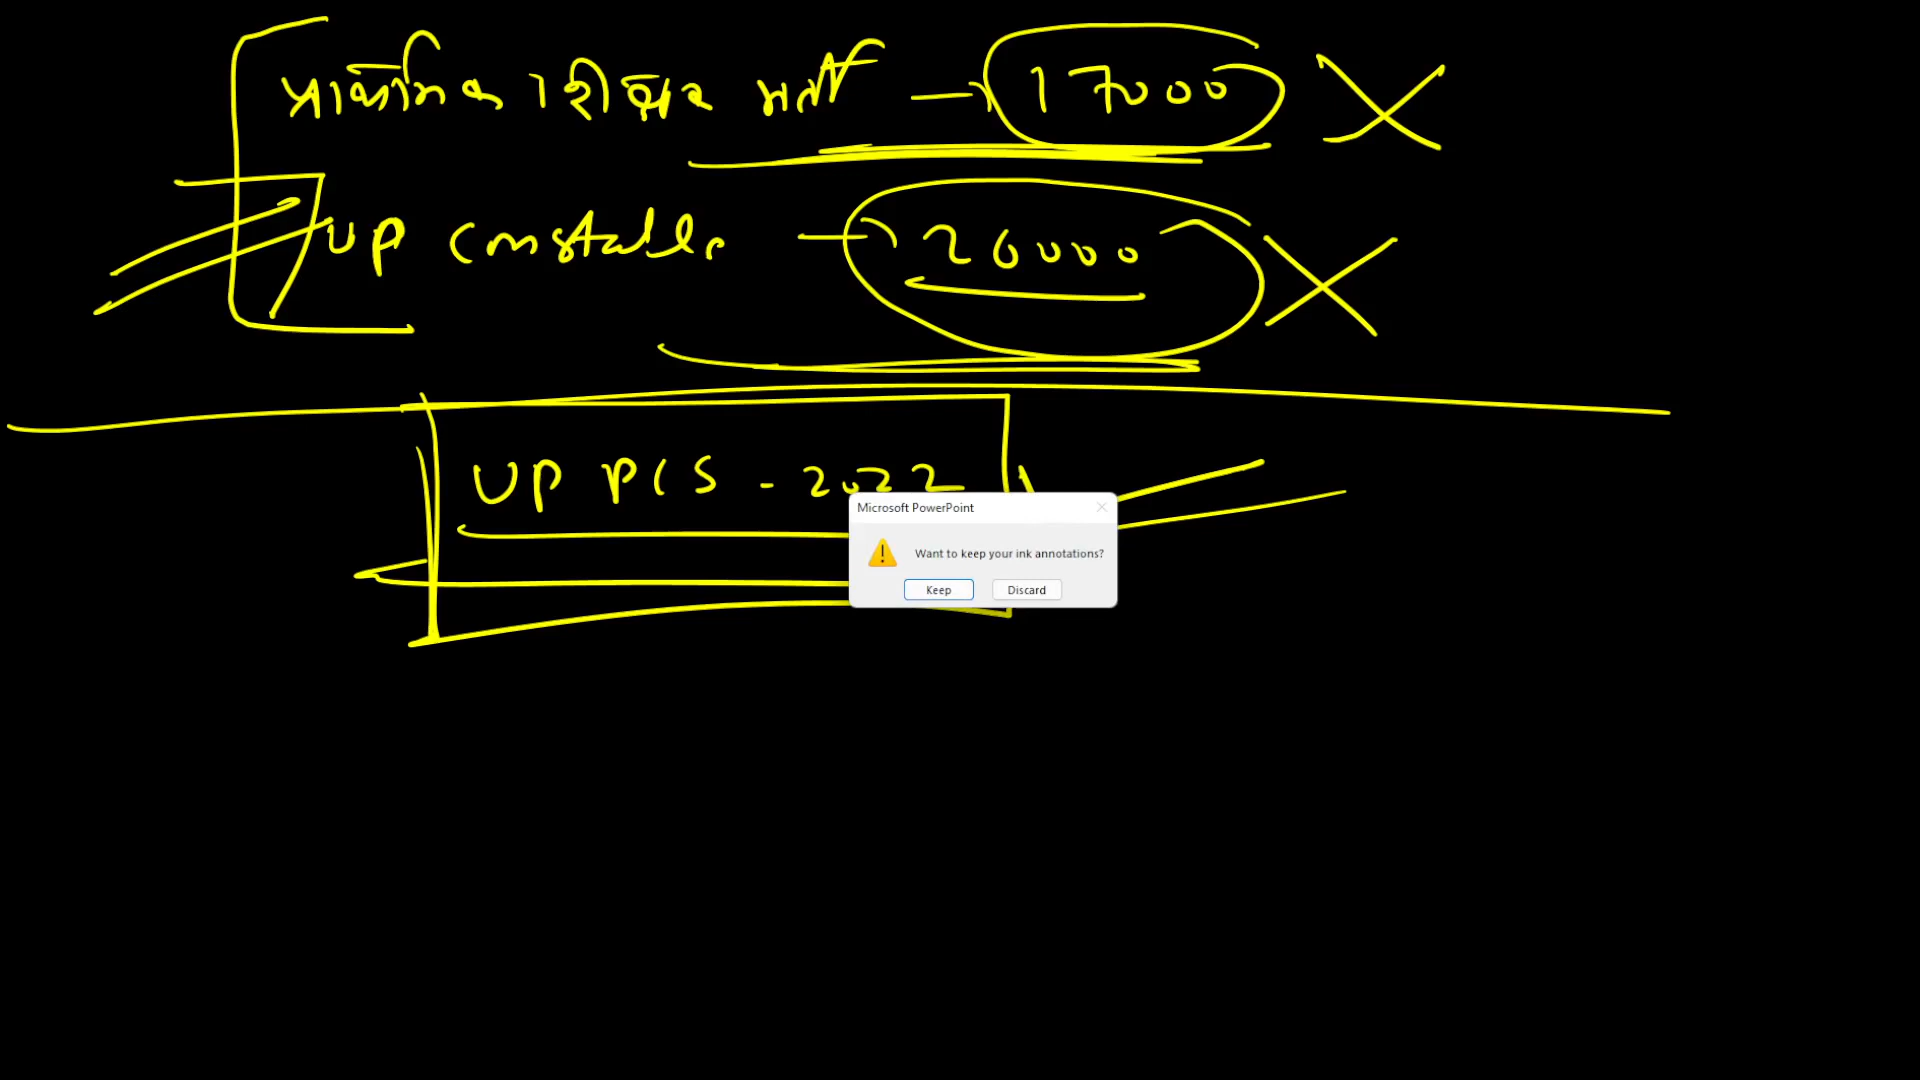 प्राथमिक शिक्षक भर्ती → 17000
UP constable → 26000
UP PCS - 2022
Microsoft PowerPoint
Want to keep your ink annotations?
Keep Discard